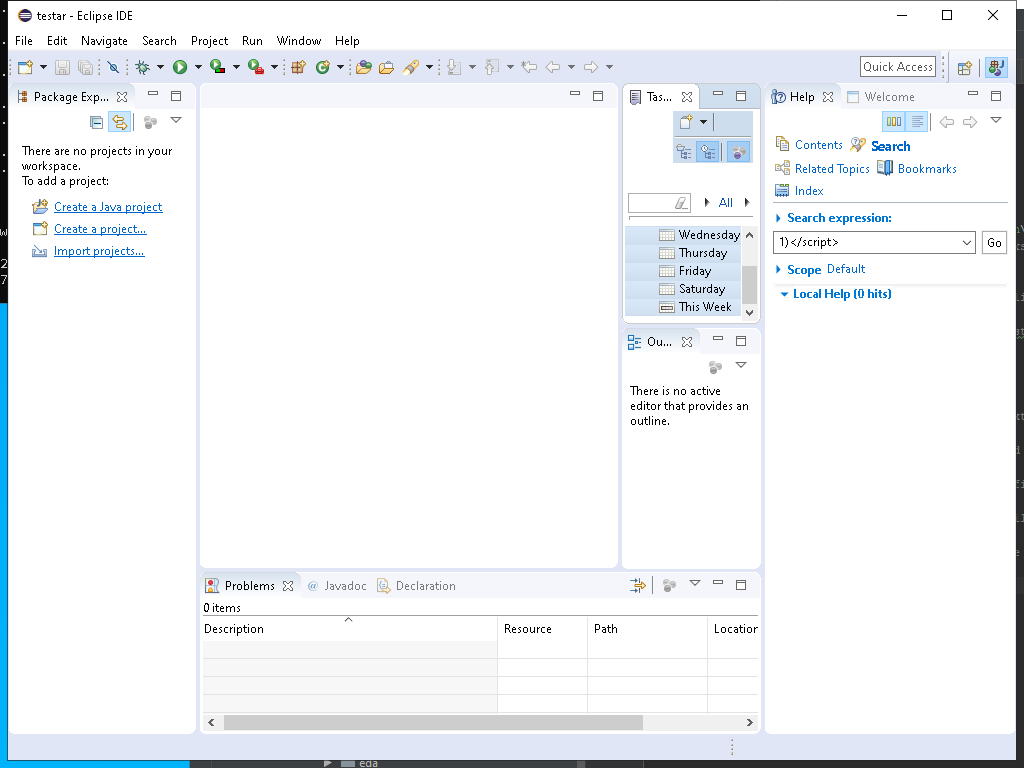 testar - Eclipse IDE
File Edit Navigate Search Project Run Window Help
Quick Access
Package Exp...
There are no projects in your
workspace.
To add a project:
Create a Java project
Create a project...
Import projects...
Tas...
All
Wednesday
Thursday
Friday
Saturday
This Week
Ou...
There is no active
editor that provides an
outline.
Help Welcome
Contents Search
Related Topics Bookmarks
Index
Search expression:
1)</script> Go
Scope Default
Local Help (0 hits)
Problems @ Javadoc Declaration
0 items
Description Resource Path Location
eda